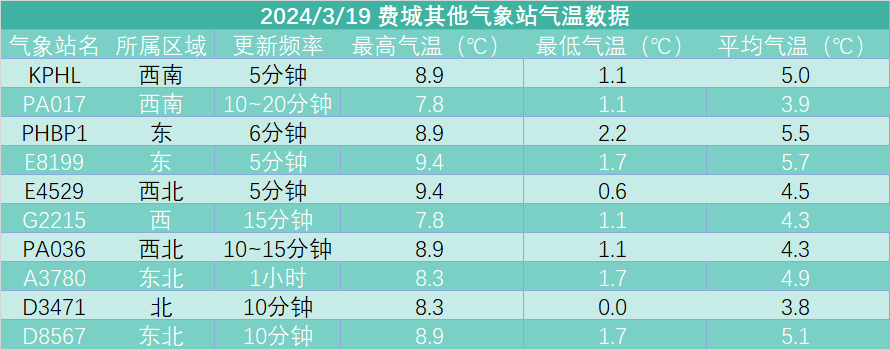 2024/3/19 费城其他气象站气温数据
气象站名 所属区域 更新频率 最高气温（℃） 最低气温（℃） 平均气温（℃）
KPHL 西南 5分钟 8.9 1.1 5.0
PA017 西南 10~20分钟 7.8 1.1 3.9
PHBP1 东 6分钟 8.9 2.2 5.5
E8199 东 5分钟 9.4 1.7 5.7
E4529 西北 5分钟 9.4 0.6 4.5
G2215 西 15分钟 7.8 1.1 4.3
PA036 西北 10~15分钟 8.9 1.1 4.3
A3780 东北 1小时 8.3 1.7 4.9
D3471 北 10分钟 8.3 0.0 3.8
D8567 东北 10分钟 8.9 1.7 5.1